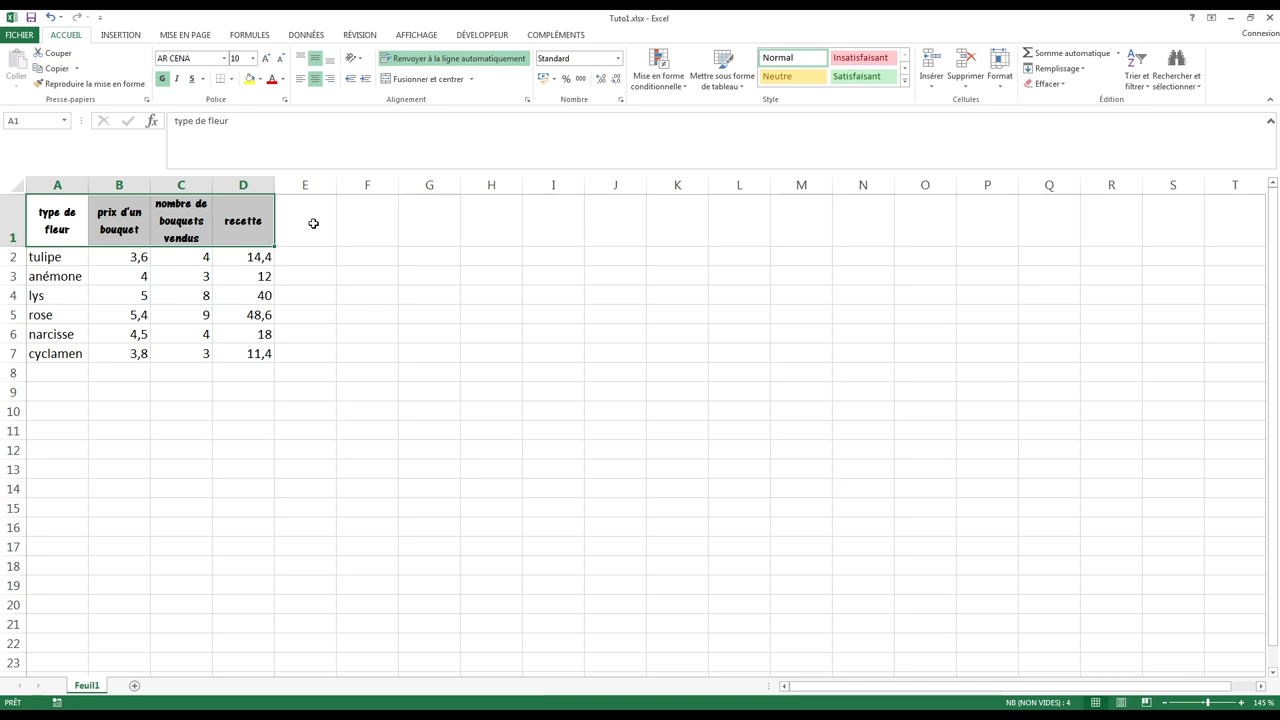 Tuto1.xlsx - Excel
FICHIER ACCUEIL INSERTION MISE EN PAGE FORMULES DONNÉES RÉVISION AFFICHAGE DÉVELOPPEUR COMPLÉMENTS Connexion
Coller
Couper
Copier
Reproduire la mise en forme
Presse-papiers
AR CENA 10
G I S
Police
Renvoyer à la ligne automatiquement
Fusionner et centrer
Alignement
Standard
% 000
Nombre
Mise en forme conditionnelle
Mettre sous forme de tableau
Normal Insatisfaisant
Neutre Satisfaisant
Style
Insérer Supprimer Format
Cellules
Somme automatique
Remplissage
Effacer
Trier et filtrer
Rechercher et sélectionner
Édition
A1 fx type de fleur
A B C D E F G H I J K L M N O P Q R S T
1 type de fleur prix d'un bouquet nombre de bouquets vendus recette
2 tulipe 3,6 4 14,4
3 anémone 4 3 12
4 lys 5 8 40
5 rose 5,4 9 48,6
6 narcisse 4,5 4 18
7 cyclamen 3,8 3 11,4
8
9
10
11
12
13
14
15
16
17
18
19
20
21
22
23
Feuil1
PRÊT NB (NON VIDES) : 4 145 %